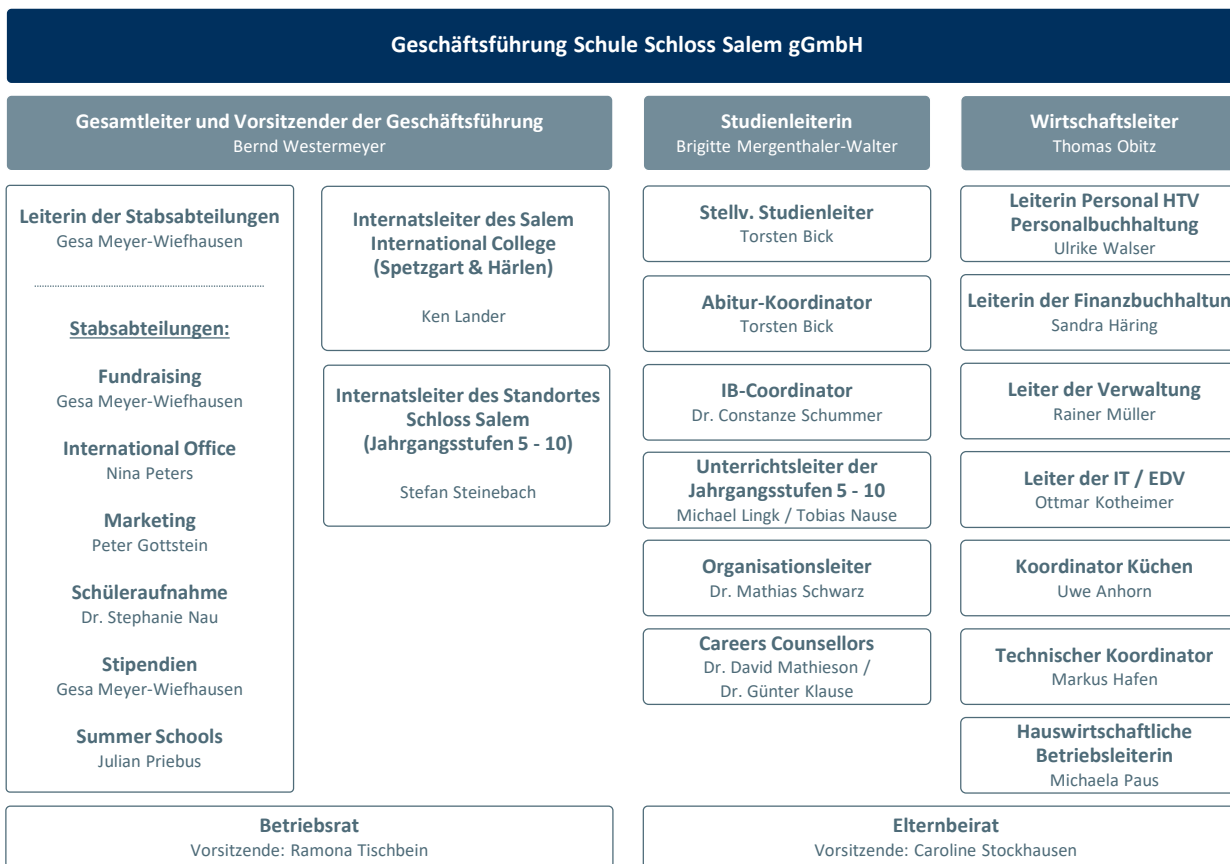 Geschäftsführung Schule Schloss Salem gGmbH
Gesamtleiter und Vorsitzender der Geschäftsführung
Bernd Westermeyer
Studienleiterin
Brigitte Mergenthaler-Walter
Wirtschaftsleiter
Thomas Obitz
Leiterin der Stabsabteilungen
Gesa Meyer-Wiefhausen
Stabsabteilungen:
Fundraising
Gesa Meyer-Wiefhausen
International Office
Nina Peters
Marketing
Peter Gottstein
Schüleraufnahme
Dr. Stephanie Nau
Stipendien
Gesa Meyer-Wiefhausen
Summer Schools
Julian Priebus
Internatsleiter des Salem
International College
(Spetzgart & Härlen)
Ken Lander
Internatsleiter des Standortes
Schloss Salem
(Jahrgangsstufen 5 - 10)
Stefan Steinebach
Stellv. Studienleiter
Torsten Bick
Abitur-Koordinator
Torsten Bick
IB-Coordinator
Dr. Constanze Schummer
Unterrichtsleiter der
Jahrgangsstufen 5 - 10
Michael Lingk / Tobias Nause
Organisationsleiter
Dr. Mathias Schwarz
Careers Counsellors
Dr. David Mathieson /
Dr. Günter Klause
Leiterin Personal HTV
Personalbuchhaltung
Ulrike Walser
Leiterin der Finanzbuchhaltun
Sandra Häring
Leiter der Verwaltung
Rainer Müller
Leiter der IT / EDV
Ottmar Kotheimer
Koordinator Küchen
Uwe Anhorn
Technischer Koordinator
Markus Hafen
Hauswirtschaftliche
Betriebsleiterin
Michaela Paus
Betriebsrat
Vorsitzende: Ramona Tischbein
Elternbeirat
Vorsitzende: Caroline Stockhausen